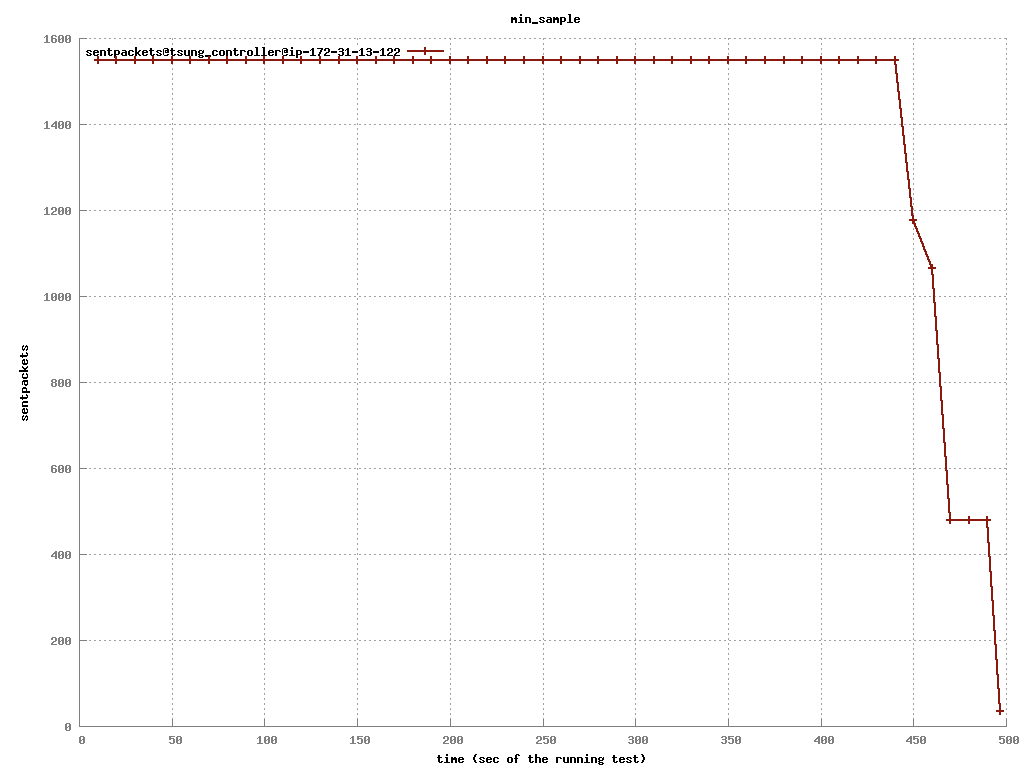 min_sample
sentpackets@tsung_controller@ip-172-31-13-122
1600
1400
1200
1000
800
600
400
200
0
sentpackets
0 50 100 150 200 250 300 350 400 450 500
time (sec of the running test)